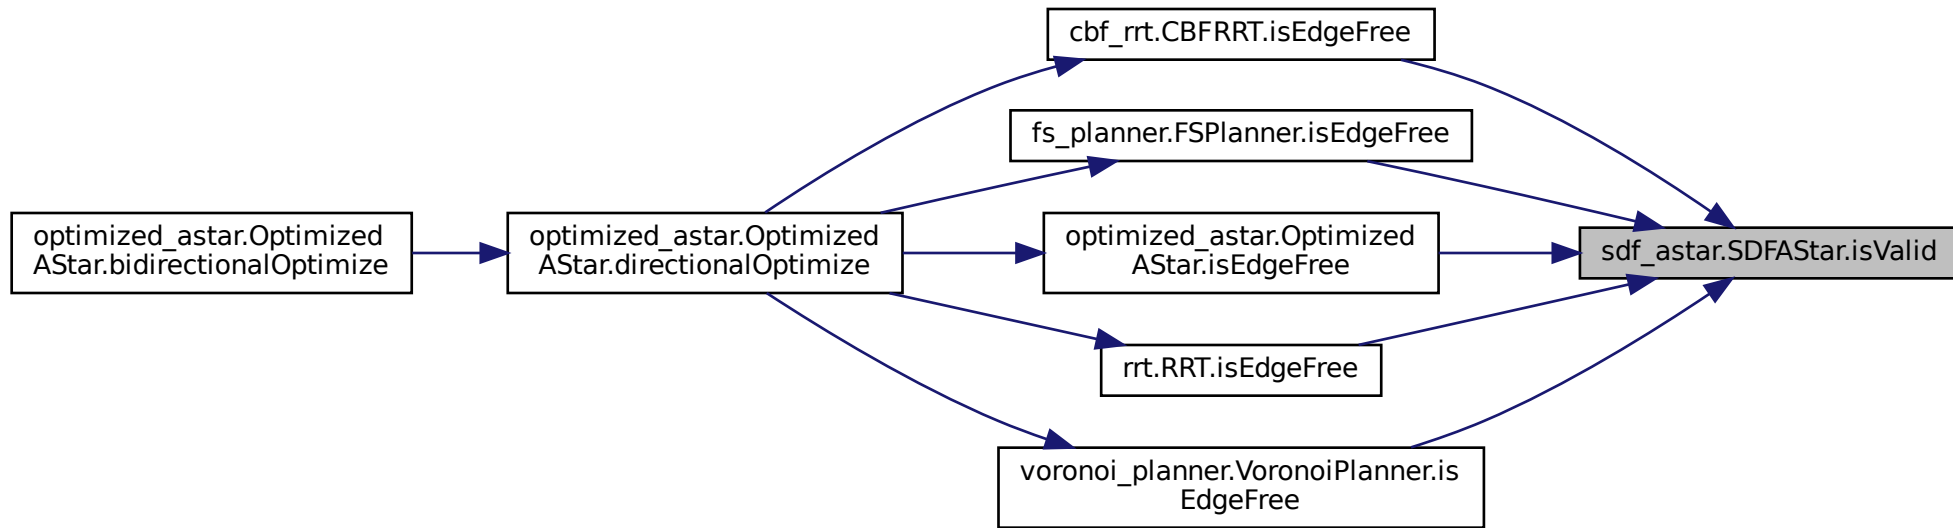 cbf_rrt.CBFRRT.isEdgeFree
fs_planner.FSPlanner.isEdgeFree
optimized_astar.Optimized
AStar.bidirectionalOptimize
optimized_astar.Optimized
AStar.directionalOptimize
optimized_astar.Optimized
AStar.isEdgeFree
sdf_astar.SDFAStar.isValid
rrt.RRT.isEdgeFree
voronoi_planner.VoronoiPlanner.is
EdgeFree